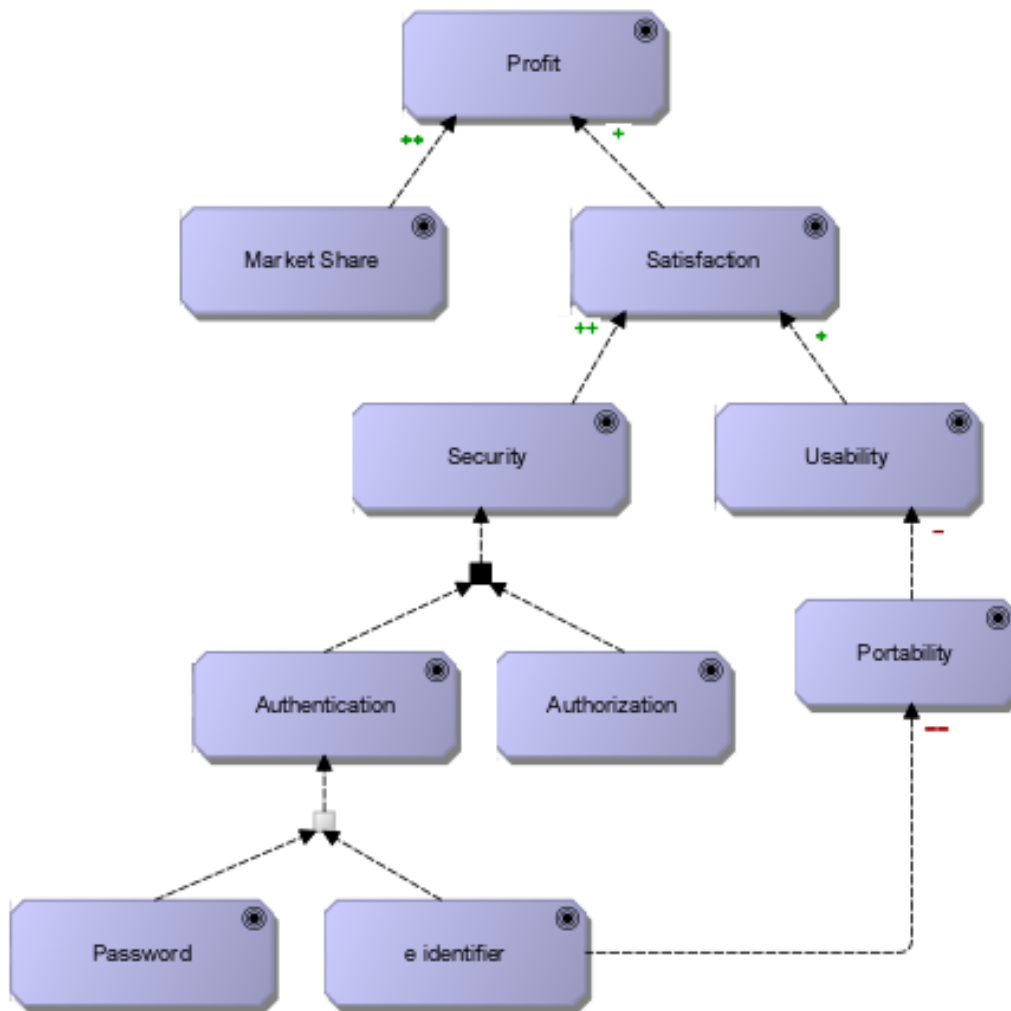 Profit
++
+
Market Share
Satisfaction
++
+
Security
Usability
-
Authentication
Authorization
Portability
--
Password
e identifier